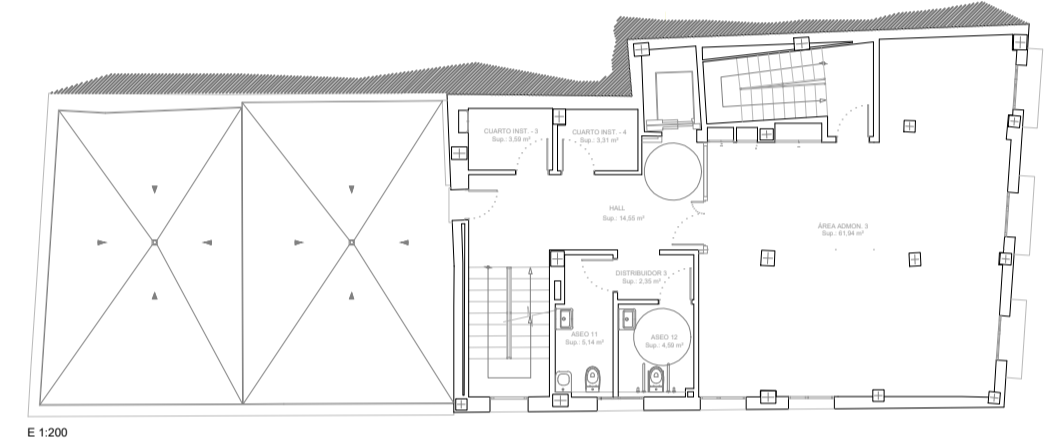 CUARTO INST. - 3
Sup.: 3,59 m²
CUARTO INST. - 4
Sup.: 3,21 m²
HALL
Sup.: 14,55 m²
ÁREA ADMON. 3
Sup.: 61,94 m²
DISTRIBUIDOR 3
Sup.: 2,35 m²
ASEO 11
Sup.: 5,14 m²
ASEO 12
Sup.: 4,59 m²
E 1:200